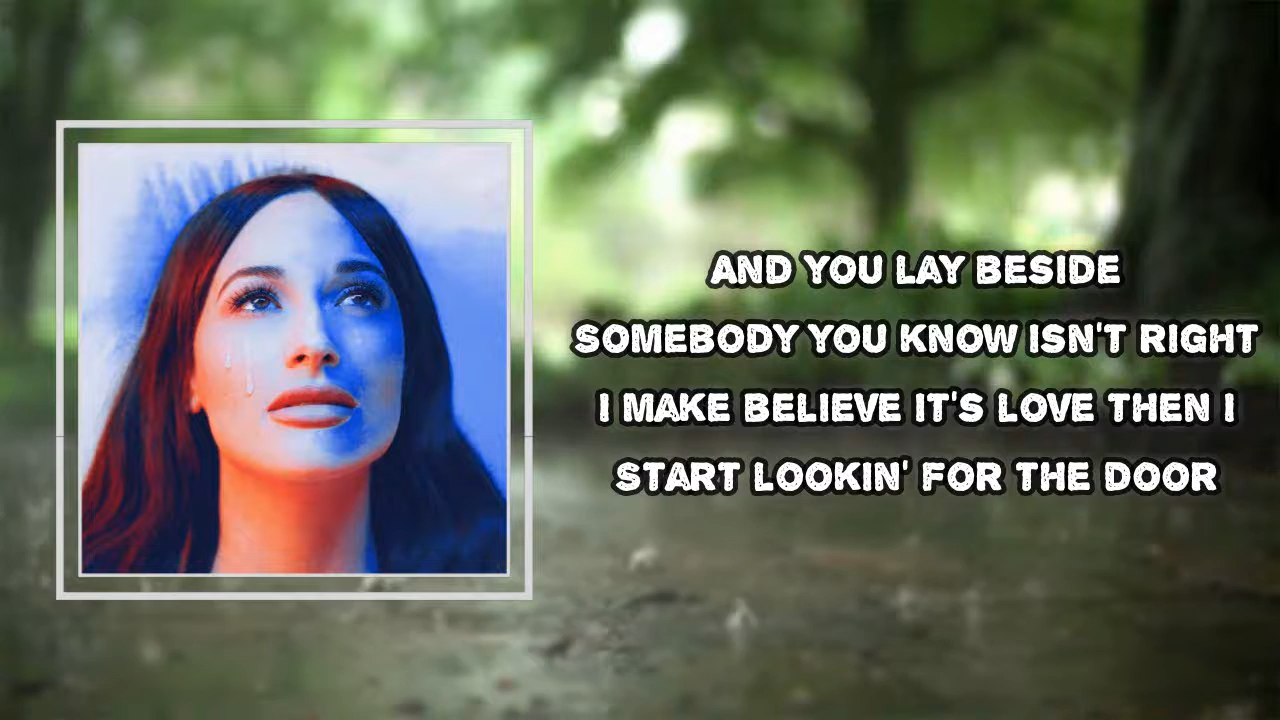 AND YOU LAY BESIDE
SOMEBODY YOU KNOW ISN'T RIGHT
I MAKE BELIEVE IT'S LOVE THEN I
START LOOKIN' FOR THE DOOR